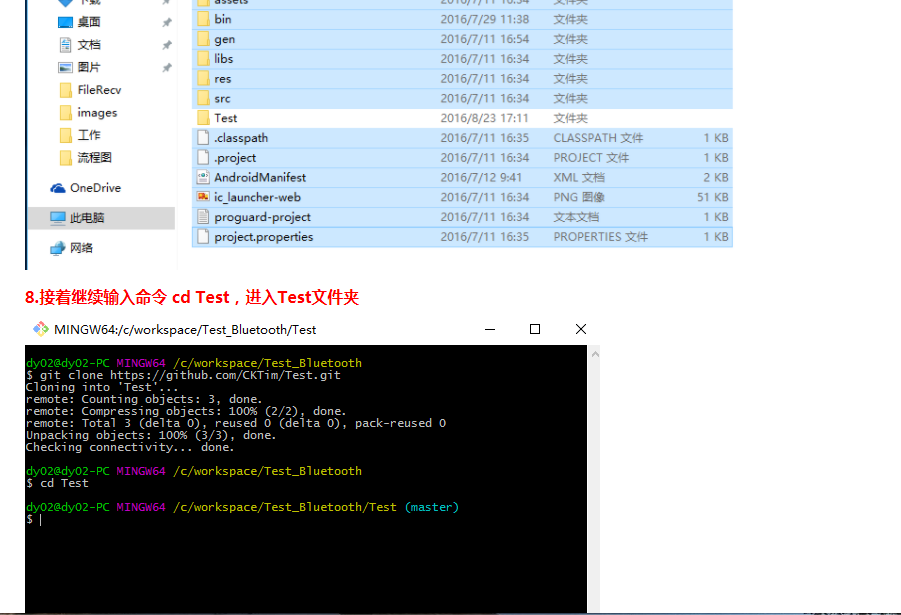 下载
assets 2016/7/11 16:34 文件夹
桌面
bin 2016/7/29 11:38 文件夹
gen 2016/7/11 16:54 文件夹
文档
libs 2016/7/11 16:34 文件夹
图片
res 2016/7/11 16:34 文件夹
FileRecv
src 2016/7/11 16:34 文件夹
images
Test 2016/8/23 17:11 文件夹
工作
.classpath 2016/7/11 16:35 CLASSPATH 文件 1 KB
流程图
.project 2016/7/11 16:34 PROJECT 文件 1 KB
AndroidManifest 2016/7/12 9:41 XML 文档 2 KB
OneDrive
ic_launcher-web 2016/7/11 16:34 PNG 图像 51 KB
此电脑
proguard-project 2016/7/11 16:34 文本文档 1 KB
project.properties 2016/7/11 16:35 PROPERTIES 文件 1 KB
网络
8.接着继续输入命令 cd Test，进入Test文件夹
MINGW64:/c/workspace/Test_Bluetooth/Test
dy02@dy02-PC MINGW64 /c/workspace/Test_Bluetooth
$ git clone https://github.com/CKTim/Test.git
Cloning into 'Test'...
remote: Counting objects: 3, done.
remote: Compressing objects: 100% (2/2), done.
remote: Total 3 (delta 0), reused 0 (delta 0), pack-reused 0
Unpacking objects: 100% (3/3), done.
Checking connectivity... done.
dy02@dy02-PC MINGW64 /c/workspace/Test_Bluetooth
$ cd Test
dy02@dy02-PC MINGW64 /c/workspace/Test_Bluetooth/Test (master)
$